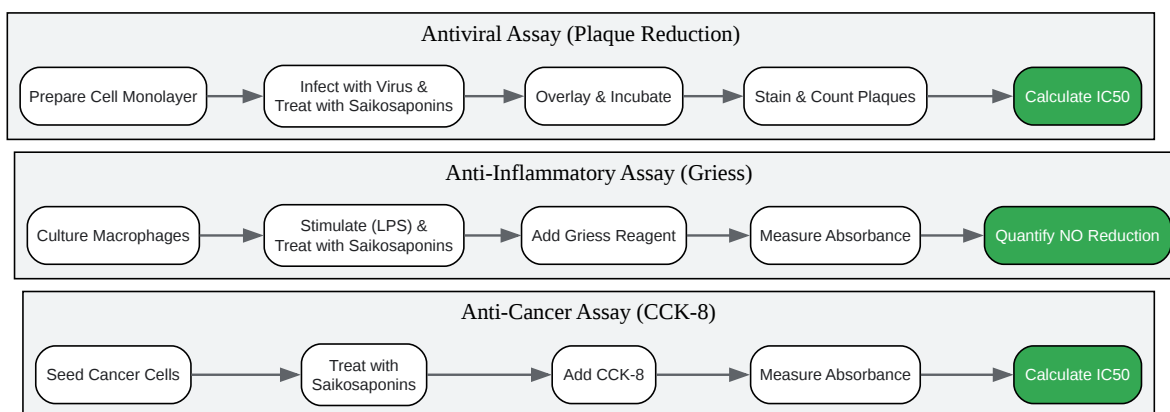 Antiviral Assay (Plaque Reduction)
Prepare Cell Monolayer
Infect with Virus &
Treat with Saikosaponins
Overlay & Incubate
Stain & Count Plaques
Calculate IC50
Anti-Inflammatory Assay (Griess)
Culture Macrophages
Stimulate (LPS) &
Treat with Saikosaponins
Add Griess Reagent
Measure Absorbance
Quantify NO Reduction
Anti-Cancer Assay (CCK-8)
Seed Cancer Cells
Treat with
Saikosaponins
Add CCK-8
Measure Absorbance
Calculate IC50